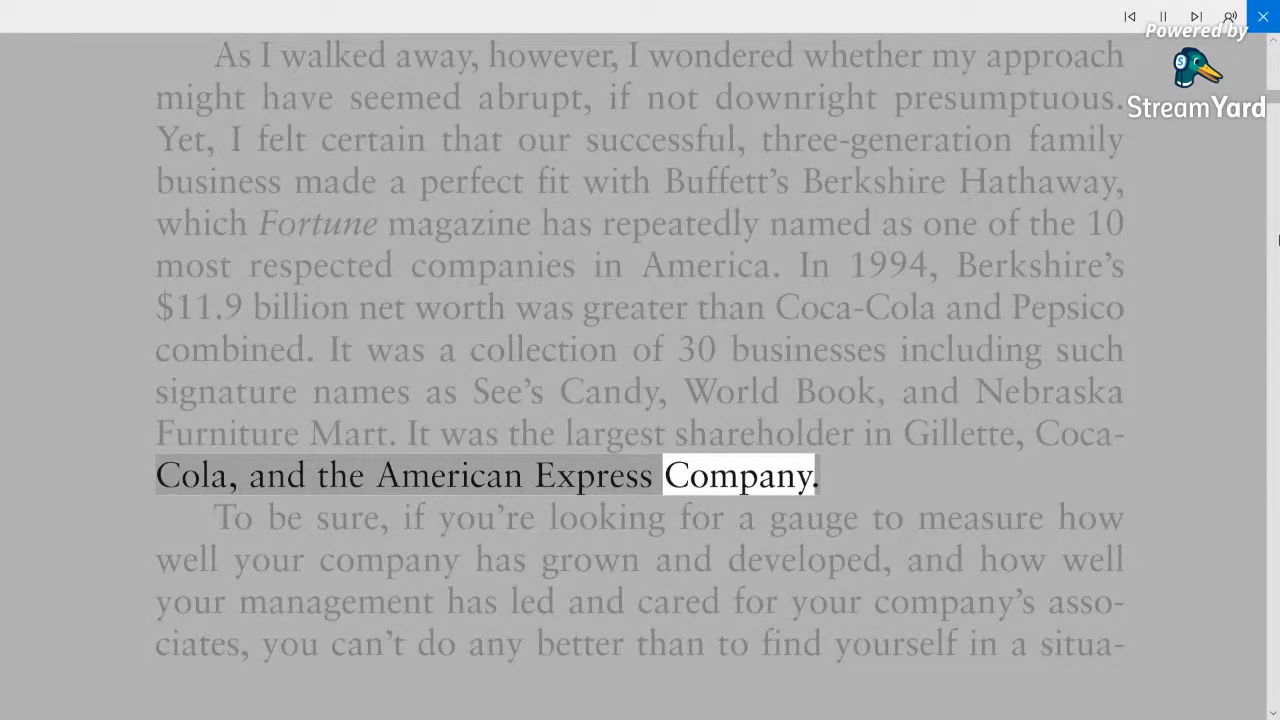 Powered by
StreamYard
As I walked away, however, I wondered whether my approach
might have seemed abrupt, if not downright presumptuous.
Yet, I felt certain that our successful, three-generation family
business made a perfect fit with Buffett's Berkshire Hathaway,
which Fortune magazine has repeatedly named as one of the 10
most respected companies in America. In 1994, Berkshire's
$11.9 billion net worth was greater than Coca-Cola and Pepsico
combined. It was a collection of 30 businesses including such
signature names as See's Candy, World Book, and Nebraska
Furniture Mart. It was the largest shareholder in Gillette, Coca-
Cola, and the American Express Company.
To be sure, if you're looking for a gauge to measure how
well your company has grown and developed, and how well
your management has led and cared for your company's asso-
ciates, you can't do any better than to find yourself in a situa-